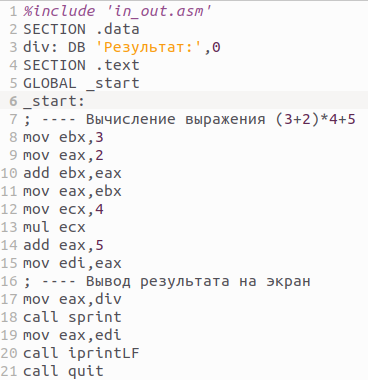 1 %include 'in_out.asm'
2 SECTION .data
3 div: DB 'Результат:',0
4 SECTION .text
5 GLOBAL _start
6 _start:
7 ; ---- Вычисление выражения (3+2)*4+5
8 mov ebx,3
9 mov eax,2
10 add ebx,eax
11 mov eax,ebx
12 mov ecx,4
13 mul ecx
14 add eax,5
15 mov edi,eax
16 ; ---- Вывод результата на экран
17 mov eax,div
18 call sprint
19 mov eax,edi
20 call iprintLF
21 call quit